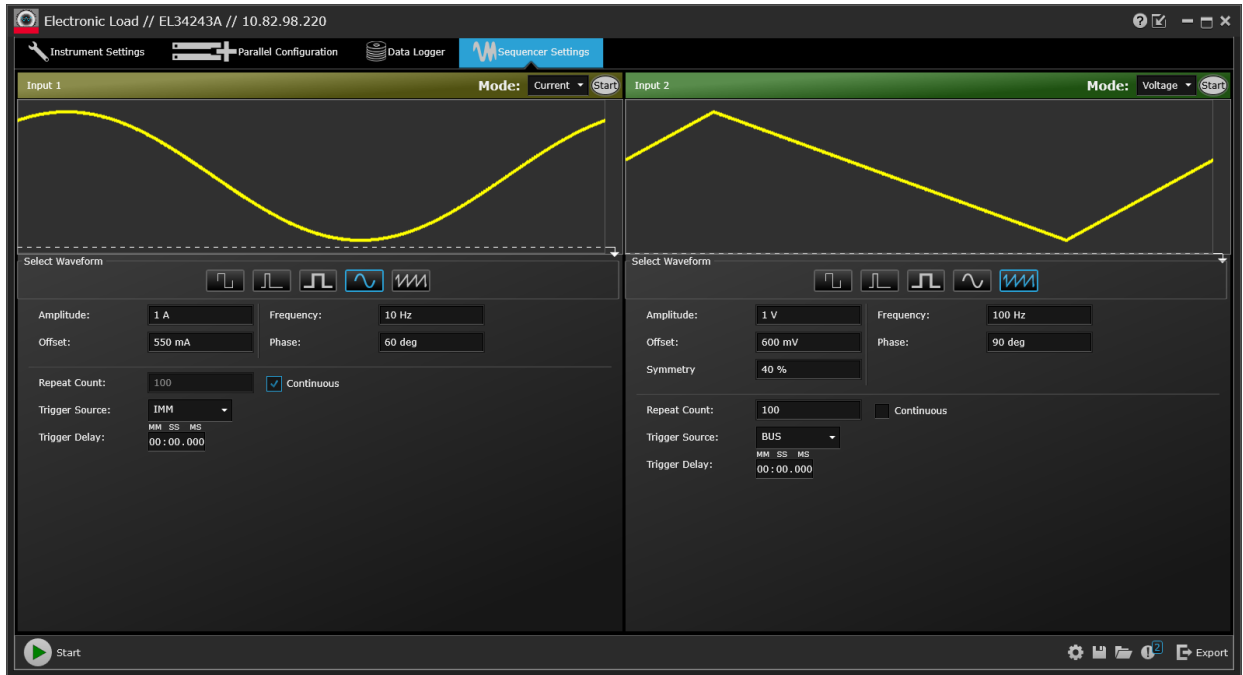 Electronic Load // EL34243A // 10.82.98.220
Instrument Settings Parallel Configuration Data Logger Sequencer Settings
Input 1 Mode: Current Start
Select Waveform
Amplitude: 1 A Frequency: 10 Hz
Offset: 550 mA Phase: 60 deg
Repeat Count: 100 Continuous
Trigger Source: IMM
MM SS MS
Trigger Delay: 00:00.000
Input 2 Mode: Voltage Start
Select Waveform
Amplitude: 1 V Frequency: 100 Hz
Offset: 600 mV Phase: 90 deg
Symmetry 40 %
Repeat Count: 100 Continuous
Trigger Source: BUS
MM SS MS
Trigger Delay: 00:00.000
Start 2 Export